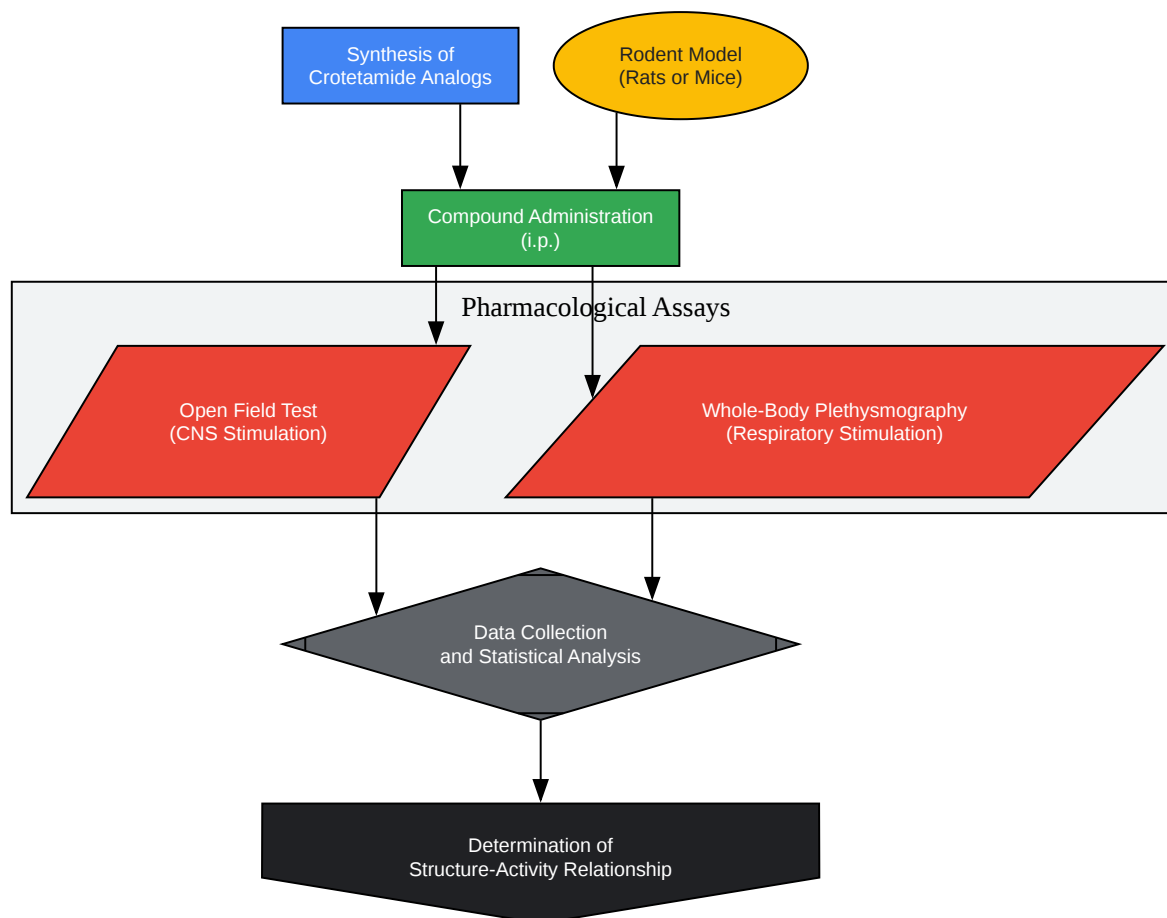 Synthesis of
Crotetamide Analogs
Rodent Model
(Rats or Mice)
Compound Administration
(i.p.)
Pharmacological Assays
Open Field Test
(CNS Stimulation)
Whole-Body Plethysmography
(Respiratory Stimulation)
Data Collection
and Statistical Analysis
Determination of
Structure-Activity Relationship